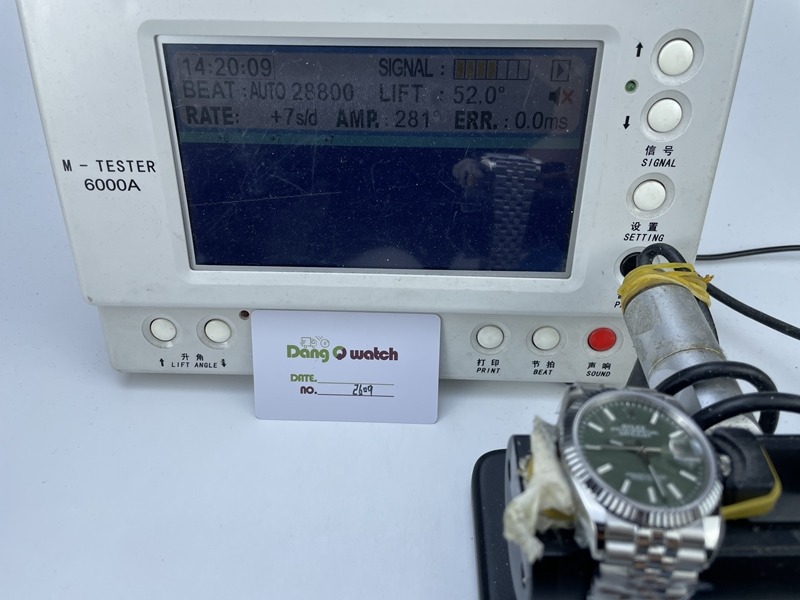 14:20:09 SIGNAL :
BEAT :AUTO 28800 LIFT : 52.0°
RATE: +7s/d AMP.: 281° ERR.: 0.0ms
M - TESTER
6000A
信号
SIGNAL
设置
SETTING
升角
LIFT ANGLE
打印
PRINT
节拍
BEAT
声响
SOUND
Dang watch
DATE.
NO. 2609